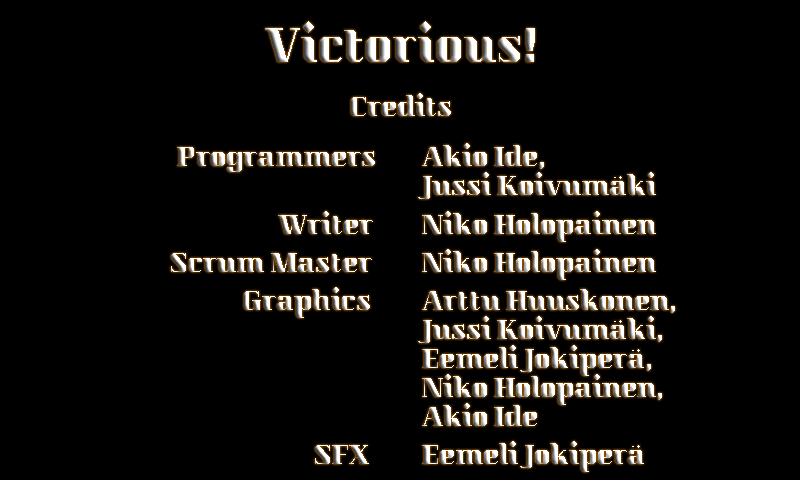 Victorious!
Credits
Programmers Akio Ide,
Jussi Koivumäki
Writer Niko Holopainen
Scrum Master Niko Holopainen
Graphics Arttu Huuskonen,
Jussi Koivumäki,
Eemeli Jokiperä,
Niko Holopainen,
Akio Ide
SFX Eemeli Jokiperä